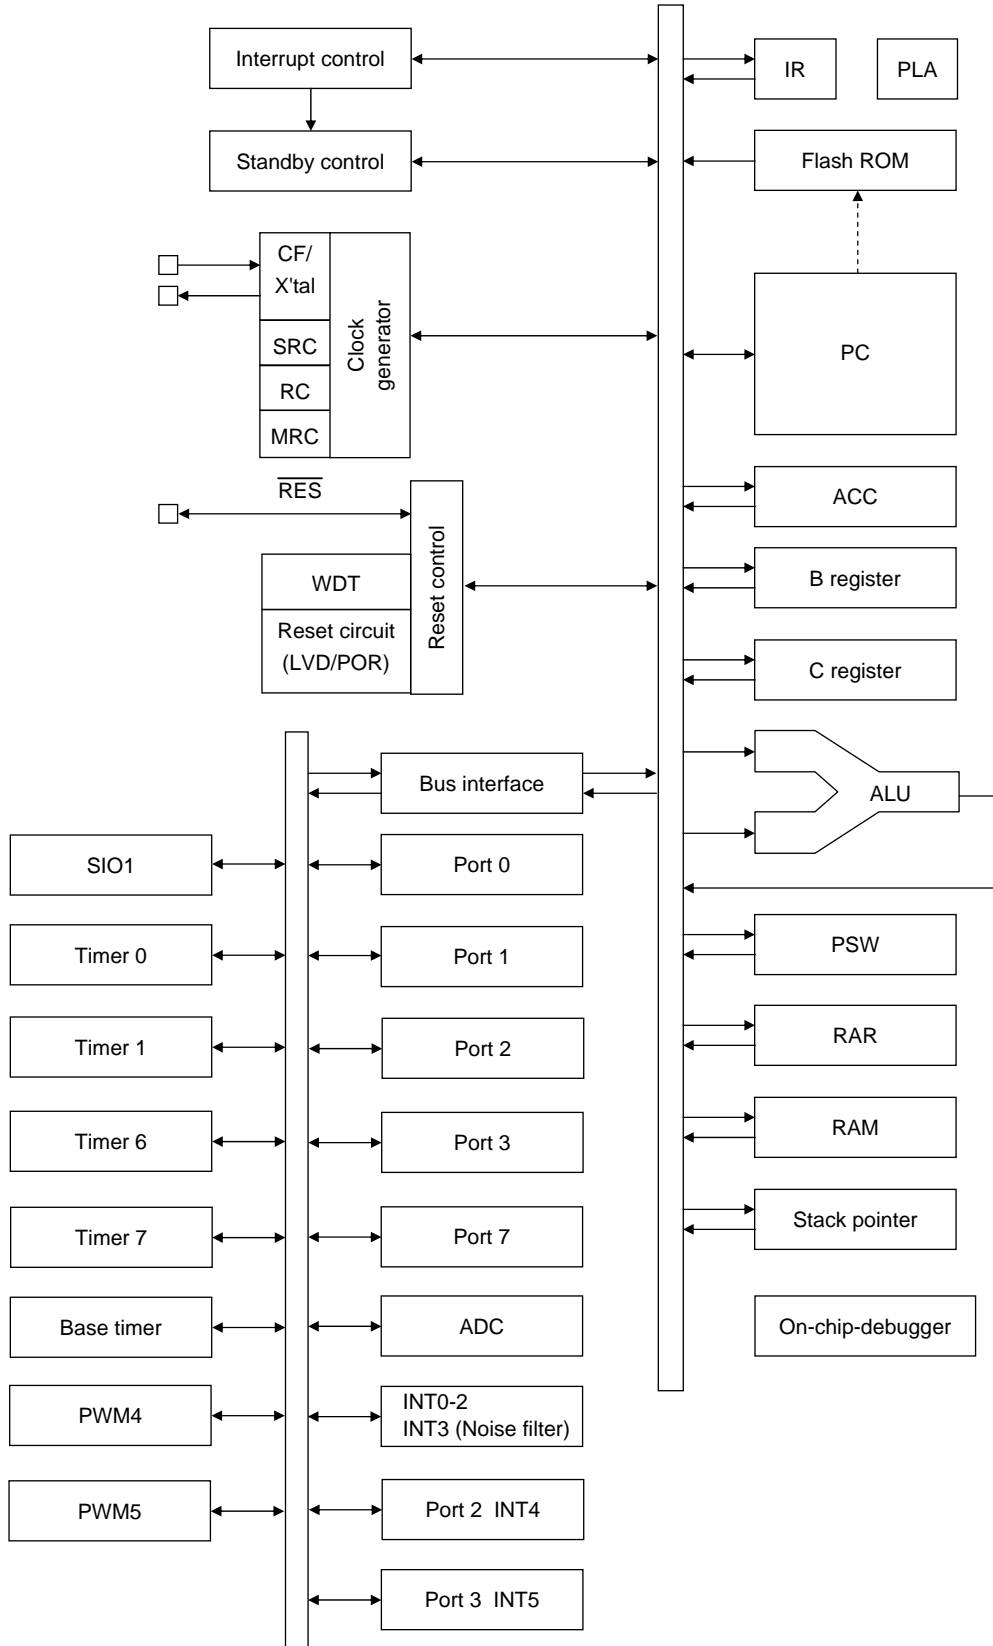 Interrupt control
IR
PLA
Standby control
Flash ROM
CF/
X'tal
SRC
RC
MRC
Clock
generator
PC
RES
ACC
WDT
Reset circuit
(LVD/POR)
Reset control
B register
C register
Bus interface
ALU
SIO1
Port 0
Timer 0
Port 1
PSW
Timer 1
Port 2
RAR
Timer 6
Port 3
RAM
Timer 7
Port 7
Stack pointer
Base timer
ADC
On-chip-debugger
PWM4
INT0-2
INT3 (Noise filter)
PWM5
Port 2 INT4
Port 3 INT5